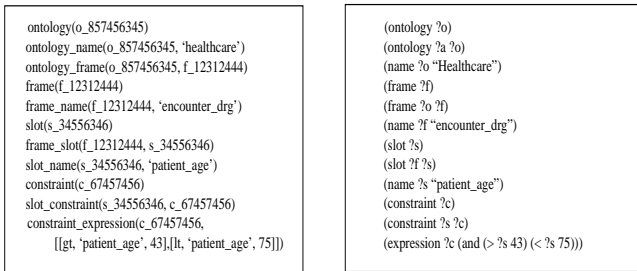 ontology(o_857456345)
ontology_name(o_857456345, ‘healthcare’)
ontology_frame(o_857456345, f_12312444)
frame(f_12312444)
frame_name(f_12312444, ‘encounter_drg’)
slot(s_34556346)
frame_slot(f_12312444, s_34556346)
slot_name(s_34556346, ‘patient_age’)
constraint(c_67457456)
slot_constraint(s_34556346, c_67457456)
constraint_expression(c_67457456,
[[gt, ‘patient_age’, 43],[lt, ‘patient_age’, 75]])
(ontology ?o)
(ontology ?a ?o)
(name ?o “Healthcare”)
(frame ?f)
(frame ?o ?f)
(name ?f “encounter_drg”)
(slot ?s)
(slot ?f ?s)
(name ?s “patient_age”)
(constraint ?c)
(constraint ?s ?c)
(expression ?c (and (> ?s 43) (< ?s 75)))